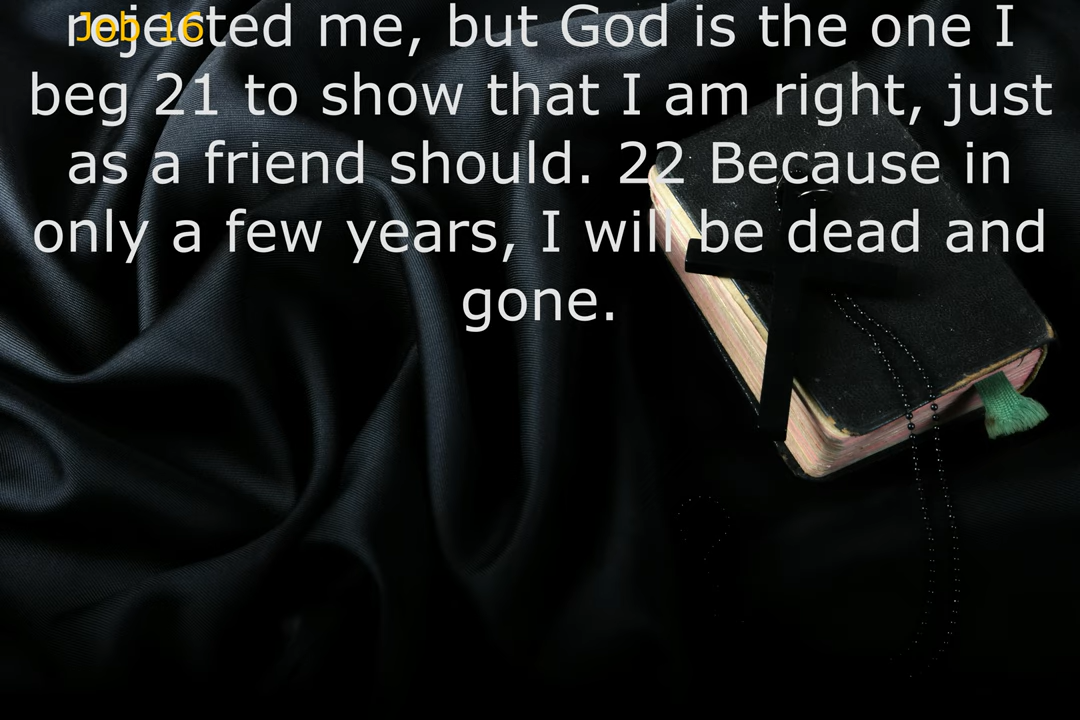 Job 16
rejected me, but God is the one I
beg 21 to show that I am right, just
as a friend should. 22 Because in
only a few years, I will be dead and
gone.